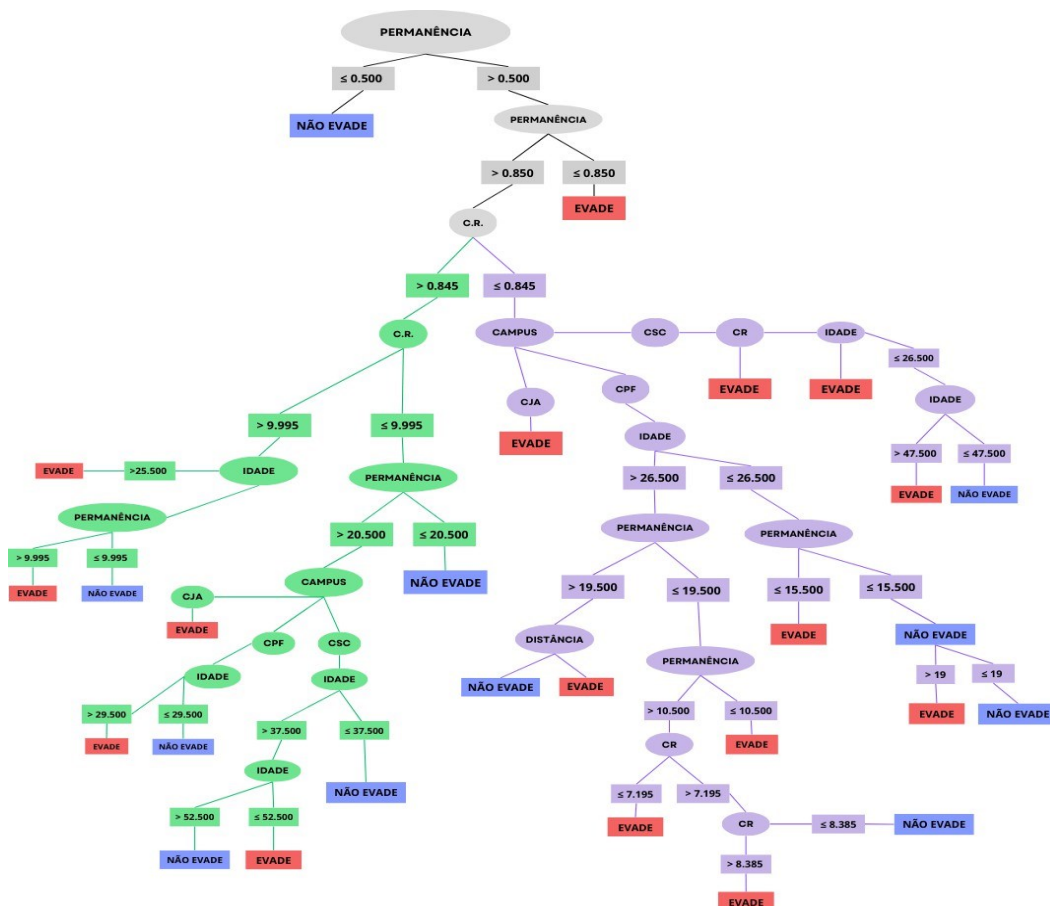 PERMANÊNCIA
≤ 0.500
> 0.500
NÃO EVADE
PERMANÊNCIA
> 0.850
≤ 0.850
EVADE
C.R.
> 0.845
≤ 0.845
C.R.
CAMPUS
CSC
CR
IDADE
≤ 26.500
EVADE
EVADE
IDADE
CJA
CPF
EVADE
> 9.995
≤ 9.995
IDADE
> 47.500
≤ 47.500
EVADE
>25.500
IDADE
PERMANÊNCIA
> 26.500
≤ 26.500
EVADE
NÃO EVADE
PERMANÊNCIA
> 20.500
≤ 20.500
PERMANÊNCIA
PERMANÊNCIA
> 9.995
≤ 9.995
CAMPUS
NÃO EVADE
> 19.500
≤ 19.500
≤ 15.500
≤ 15.500
EVADE
NÃO EVADE
CJA
EVADE
CPF
CSC
DISTÂNCIA
EVADE
NÃO EVADE
IDADE
IDADE
NÃO EVADE
EVADE
PERMANÊNCIA
> 19
≤ 19
> 29.500
≤ 29.500
> 37.500
≤ 37.500
> 10.500
≤ 10.500
EVADE
NÃO EVADE
EVADE
NÃO EVADE
CR
EVADE
IDADE
NÃO EVADE
≤ 7.195
> 7.195
> 52.500
≤ 52.500
EVADE
CR
≤ 8.385
NÃO EVADE
NÃO EVADE
EVADE
> 8.385
EVADE